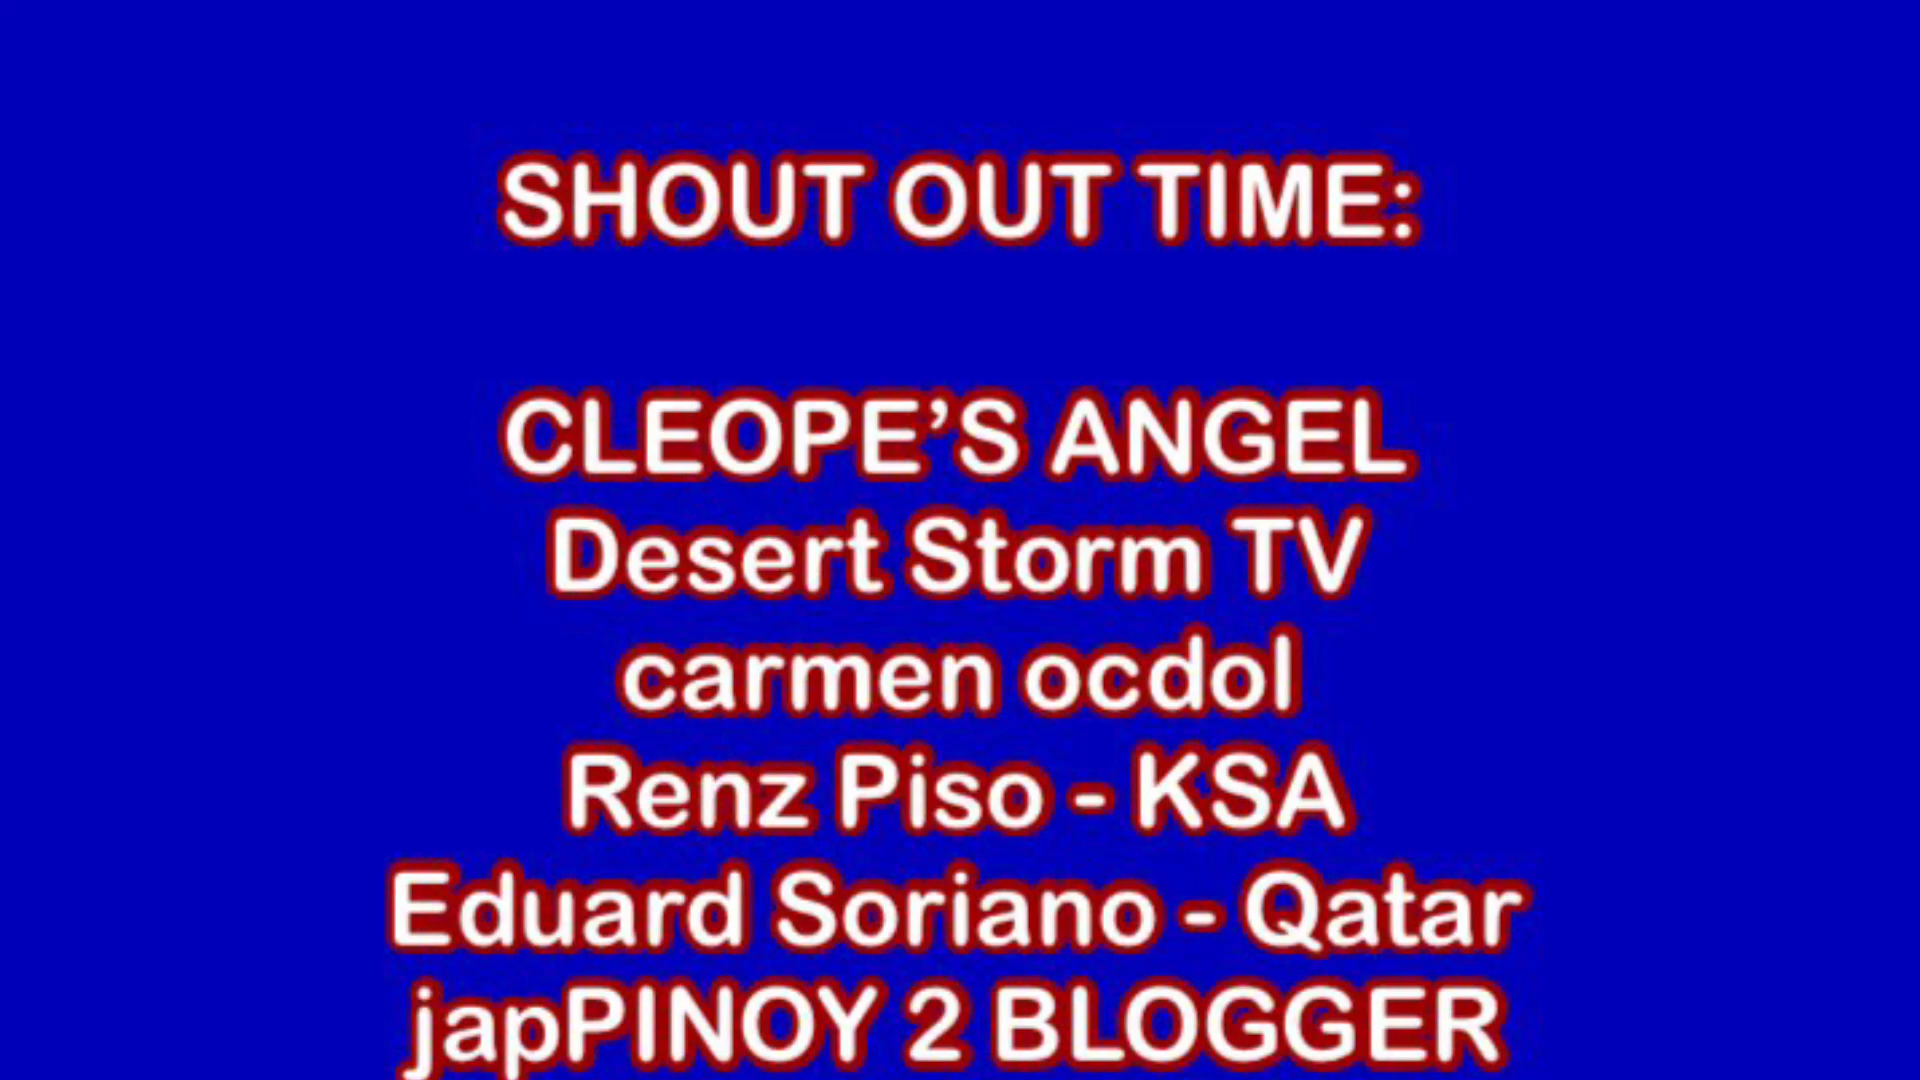 SHOUT OUT TIME:
CLEOPE’S ANGEL
Desert Storm TV
carmen ocdol
Renz Piso - KSA
Eduard Soriano - Qatar
japPINOY 2 BLOGGER